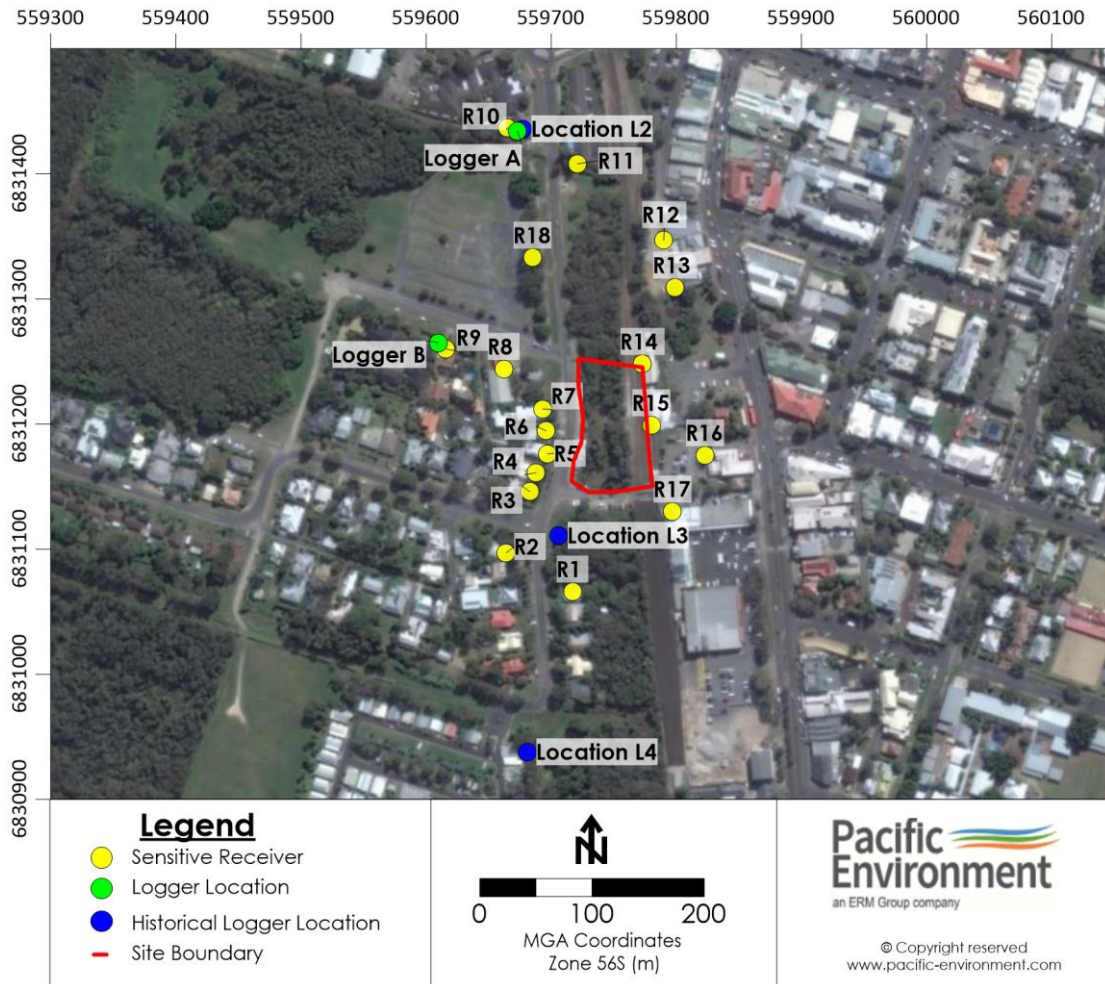 559300 559400 559500 559600 559700 559800 559900 560000 560100
6831400
6831300
6831200
6831100
6831000
6830900
R10
Location L2
Logger A
R11
R12
R18
R13
R9
R8
R14
Logger B
R7
R15
R6
R5
R16
R4
R3
R17
Location L3
R2
R1
Location L4
Legend
Sensitive Receiver
Logger Location
Historical Logger Location
Site Boundary
N
0 100 200
MGA Coordinates
Zone 56S (m)
Pacific
Environment
an ERM Group company
© Copyright reserved
www.pacific-environment.com